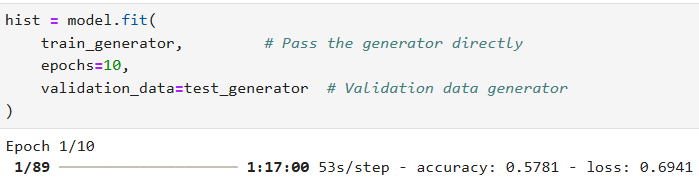 hist = model.fit(
    train_generator,          # Pass the generator directly
    epochs=10,
    validation_data=test_generator  # Validation data generator
)
Epoch 1/10
1/89 ━━━━━━━━━━━━━━━━━━━━ 1:17:00 53s/step - accuracy: 0.5781 - loss: 0.6941